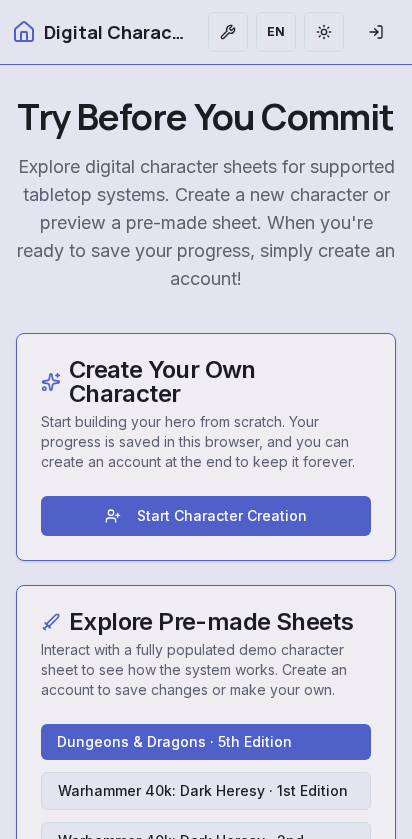 Digital Charac...
EN
Try Before You Commit
Explore digital character sheets for supported
tabletop systems. Create a new character or
preview a pre-made sheet. When you're
ready to save your progress, simply create an
account!
Create Your Own
Character
Start building your hero from scratch. Your
progress is saved in this browser, and you can
create an account at the end to keep it forever.
Start Character Creation
Explore Pre-made Sheets
Interact with a fully populated demo character
sheet to see how the system works. Create an
account to save changes or make your own.
Dungeons & Dragons · 5th Edition
Warhammer 40k: Dark Heresy · 1st Edition
Warhammer 40k: Dark Heresy · 2nd